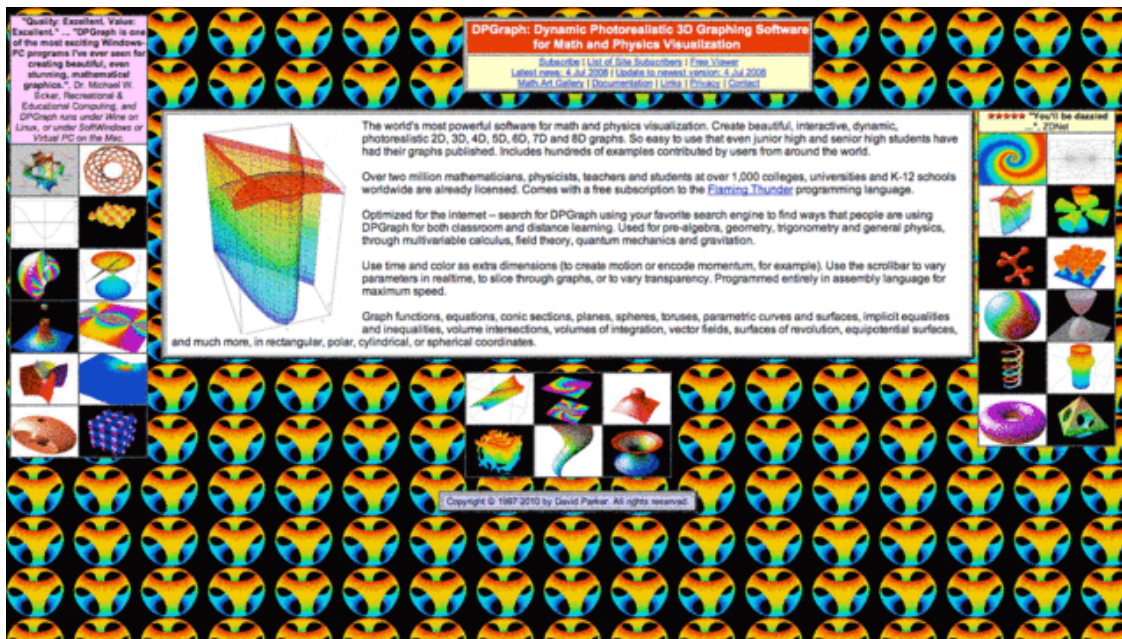 "Quality: Excellent. Value:
Excellent." ... "DPGraph is one
of the most exciting Windows-
PC programs I've ever seen for
creating beautiful, even
stunning, mathematical
graphics.", Dr. Michael W.
Ecker, Recreational &
Educational Computing, and
DPGraph runs under Wine on
Linux, or under SoftWindows or
Virtual PC on the Mac.
DPGraph: Dynamic Photorealistic 3D Graphing Software
for Math and Physics Visualization
Subscribe | List of Site Subscribers | Free Viewer
Latest news: 4 Jul 2008 | Update to newest version: 4 Jul 2008
Math Art Gallery | Documentation | Links | Privacy | Contact
The world's most powerful software for math and physics visualization. Create beautiful, interactive, dynamic,
photorealistic 2D, 3D, 4D, 5D, 6D, 7D and 8D graphs. So easy to use that even junior high and senior high students have
had their graphs published. Includes hundreds of examples contributed by users from around the world.
Over two million mathematicians, physicists, teachers and students at over 1,000 colleges, universities and K-12 schools
worldwide are already licensed. Comes with a free subscription to the Flaming Thunder programming language.
Optimized for the internet – search for DPGraph using your favorite search engine to find ways that people are using
DPGraph for both classroom and distance learning. Used for pre-algebra, geometry, trigonometry and general physics,
through multivariable calculus, field theory, quantum mechanics and gravitation.
Use time and color as extra dimensions (to create motion or encode momentum, for example). Use the scrollbar to vary
parameters in realtime, to slice through graphs, or to vary transparency. Programmed entirely in assembly language for
maximum speed.
Graph functions, equations, conic sections, planes, spheres, toruses, parametric curves and surfaces, implicit equalities
and inequalities, volume intersections, volumes of integration, vector fields, surfaces of revolution, equipotential surfaces,
and much more, in rectangular, polar, cylindrical, or spherical coordinates.
★★★★★ "You'll be dazzled
...", ZDNet
Copyright © 1997-2010 by David Parker. All rights reserved.